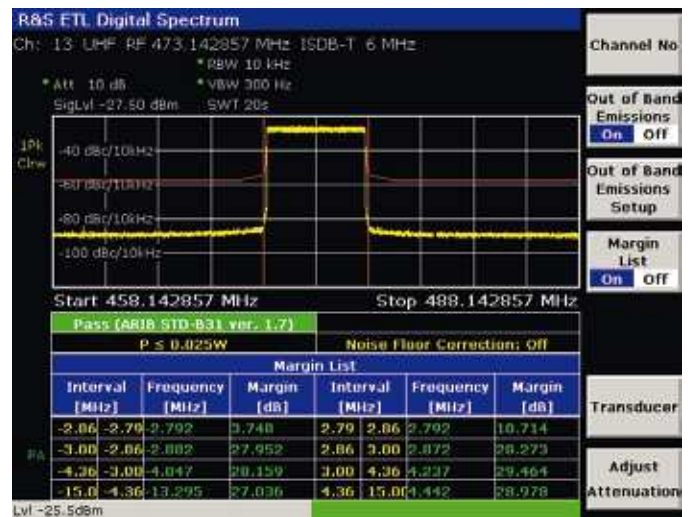 R&S ETL Digital Spectrum
Ch: 13 UHF RF 473.142857 MHz ISDB-T 6 MHz
* RBW 10 kHz
* Att 10 dB * VBW 300 Hz
SigLvl -27.50 dBm SWT 20s
1Pk
Clrw
-40 dBc/10kHz
-60 dBc/10kHz
-80 dBc/10kHz
-100 dBc/10kHz
Start 458.142857 MHz Stop 488.142857 MHz
Pass (ARIB STD-B31 ver. 1.7)
P ≤ 0.025W Noise Floor Correction: Off
Margin List
Interval [MHz] Frequency [MHz] Margin [dB] Interval [MHz] Frequency [MHz] Margin [dB]
-2.86 -2.79 -2.792 3.748 2.79 2.86 2.792 10.714
-3.00 -2.86 -2.882 27.952 2.86 3.00 2.872 28.273
-4.36 -3.00 -4.047 28.159 3.00 4.36 4.237 29.464
-15.0 -4.36 -13.295 27.036 4.36 15.00 4.442 28.978
PA
Lvl -25.5dBm
Channel No
Out of Band
Emissions
On Off
Out of Band
Emissions
Setup
Margin
List
On Off
Transducer
Adjust
Attenuation